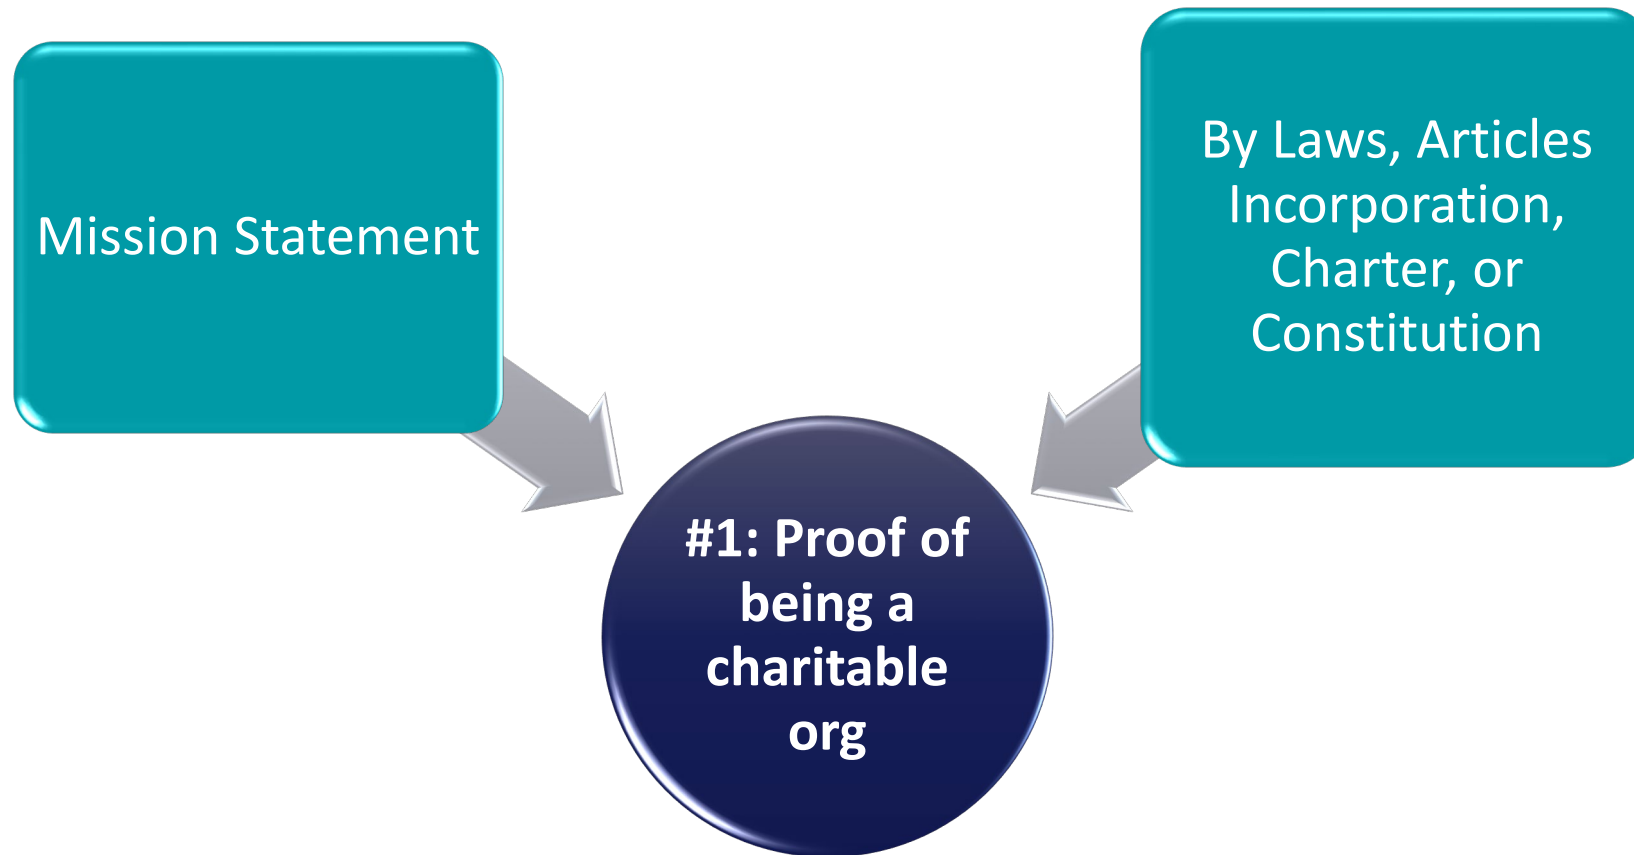 Mission Statement
By Laws, Articles
Incorporation,
Charter, or
Constitution
#1: Proof of
being a
charitable
org